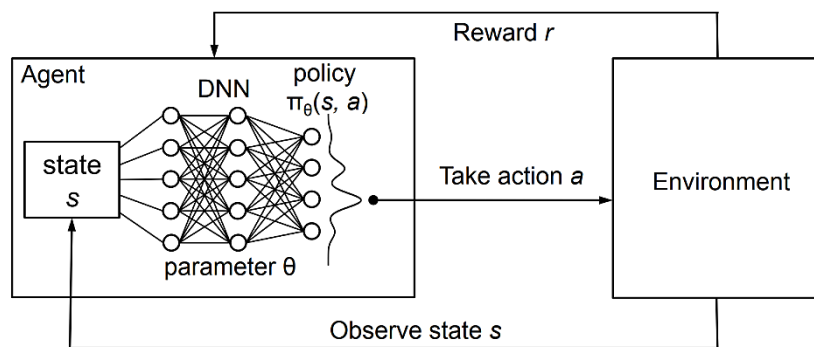 Reward r
Agent
policy
DNN
πθ(s, a)
state
s
Take action a
Environment
parameter θ
Observe state s